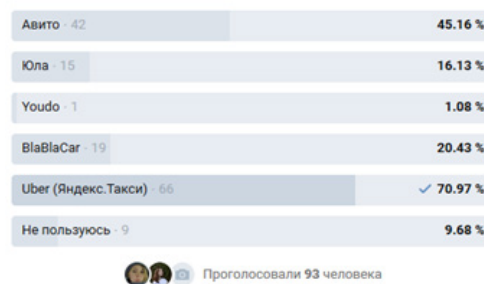 Авито · 42 45.16 %
Юла · 15 16.13 %
Youdo · 1 1.08 %
BlaBlaCar · 19 20.43 %
Uber (Яндекс.Такси) · 66 70.97 %
Не пользуюсь · 9 9.68 %
Проголосовали 93 человека